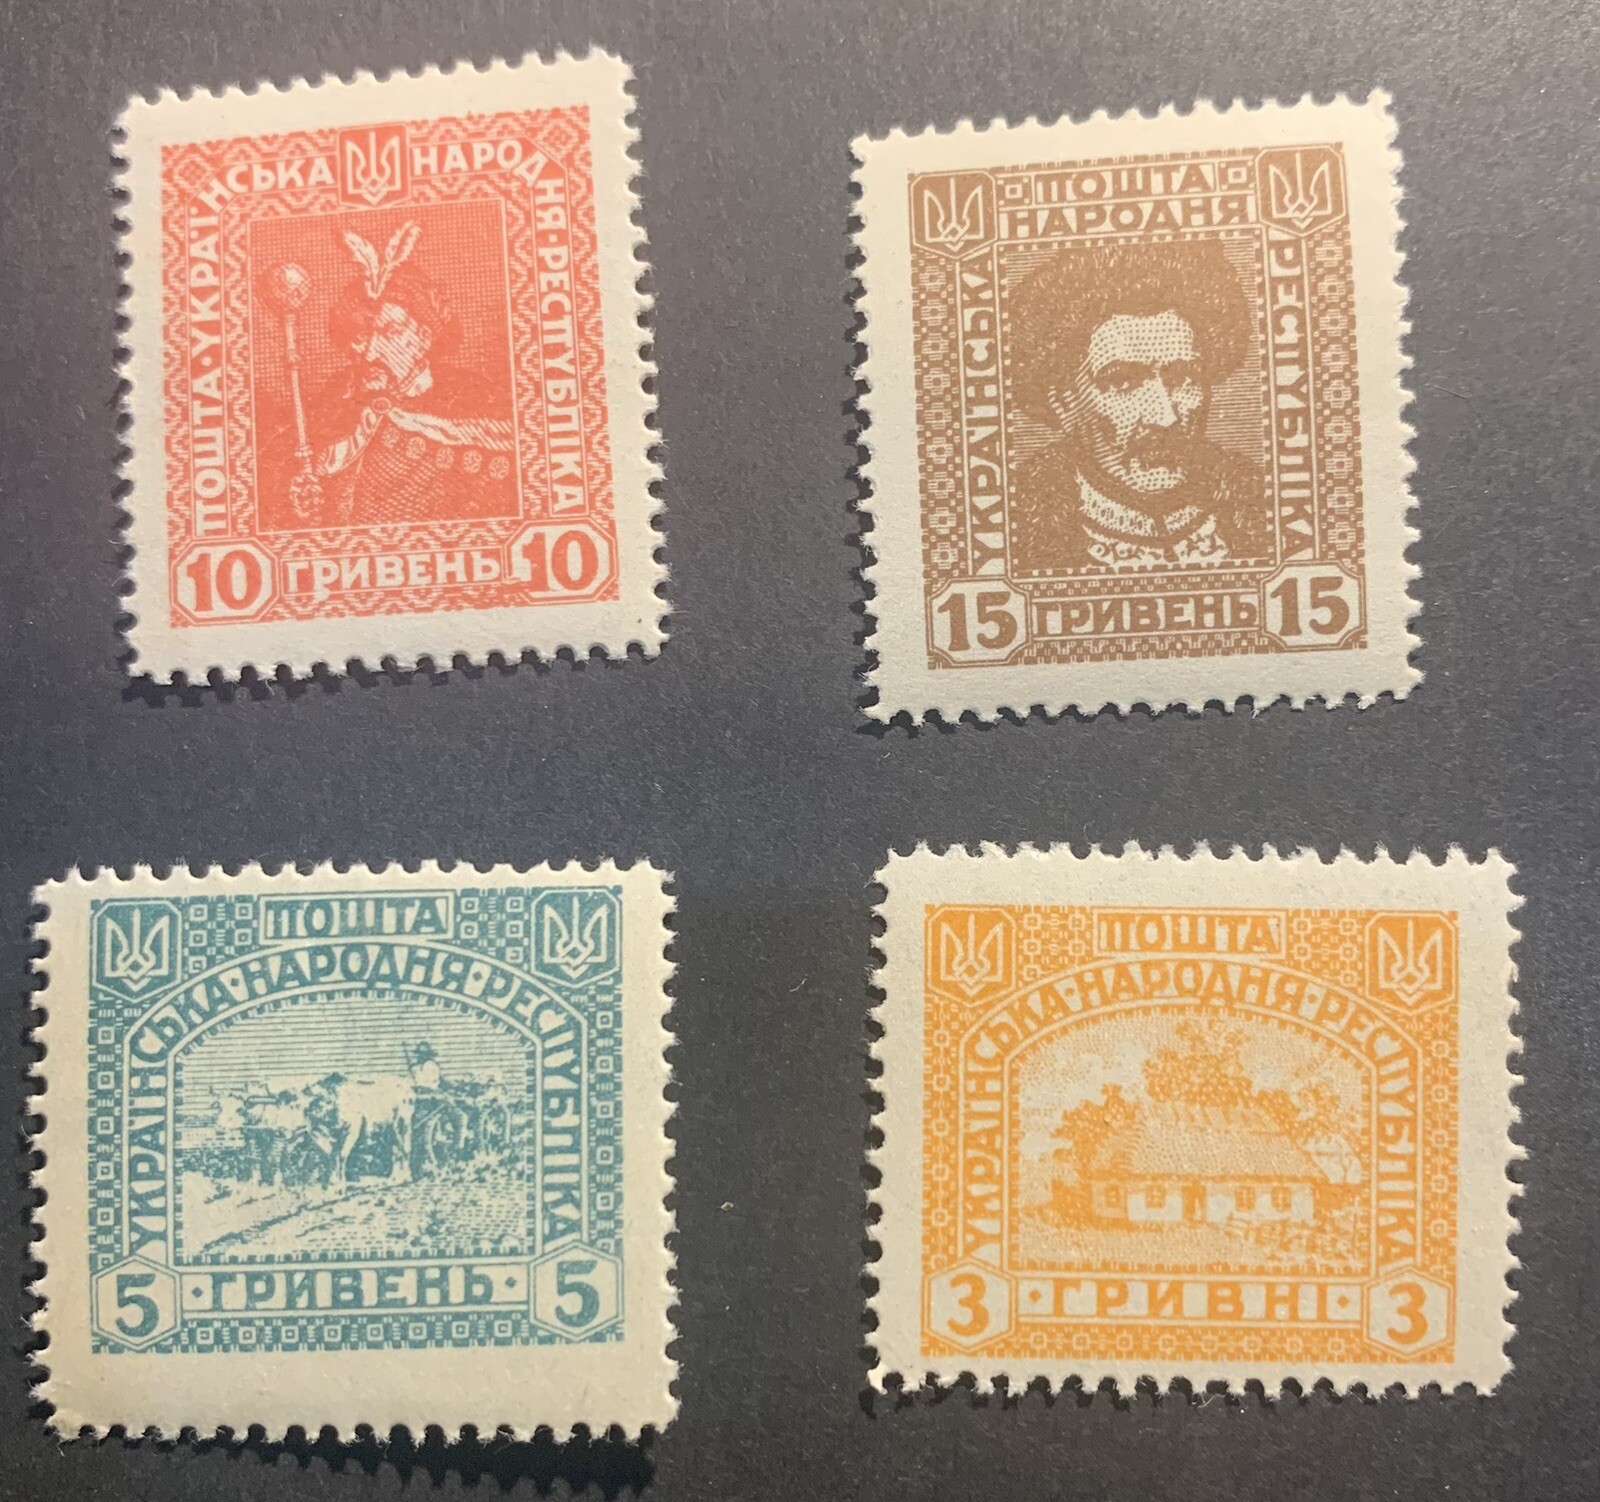 ПОШТА · УКРАЇНСЬКА НАРОДНЯ · РЕСПУБЛІКА
10 ГРИВЕНЬ 10
ПОШТА
НАРОДНЯ
УКРАЇНСЬКА
РЕСПУБЛІКА
15 ГРИВЕНЬ 15
ПОШТА
УКРАЇНСЬКА · НАРОДНЯ · РЕСПУБЛІКА
5 · ГРИВЕНЬ · 5
ПОШТА
УКРАЇНСЬКА · НАРОДНЯ · РЕСПУБЛІКА
3 · ГРИВНІ · 3